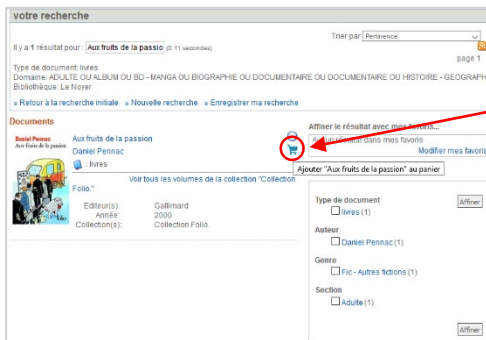 votre recherche
Il y a 1 résultat pour : Aux fruits de la passio (0.11 secondes)
Trier par Pertinence
page 1
Type de document: livres
Domaine: ADULTE OU ALBUM OU BD - MANGA OU BIOGRAPHIE OU DOCUMENTAIRE OU DOCUMENTAIRE OU HISTOIRE - GEOGRAPH
Bibliothèque: Le Noyer
» Retour à la recherche initiale » Nouvelle recherche » Enregistrer ma recherche
Documents
Daniel Pennac
Aux fruits de la passion
Aux fruits de la passion
Daniel Pennac
: livres
Voir tous les volumes de la collection "Collection
Folio."
Editeur(s): Gallimard
Année: 2000
Collection(s): Collection Folio.
Affiner le résultat avec mes favoris...
Aucun résultat dans mes favoris
Modifier mes favoris
Ajouter "Aux fruits de la passion" au panier
Type de document
Affiner
livres (1)
Auteur
Daniel Pennac (1)
Genre
Fic - Autres fictions (1)
Section
Adulte (1)
Affiner